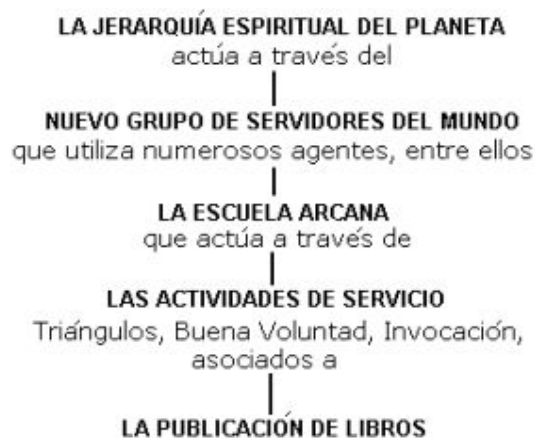 LA JERARQUÍA ESPIRITUAL DEL PLANETA
actúa a través del
NUEVO GRUPO DE SERVIDORES DEL MUNDO
que utiliza numerosos agentes, entre ellos
LA ESCUELA ARCANA
que actúa a través de
LAS ACTIVIDADES DE SERVICIO
Triángulos, Buena Voluntad, Invocación,
asociados a
LA PUBLICACIÓN DE LIBROS